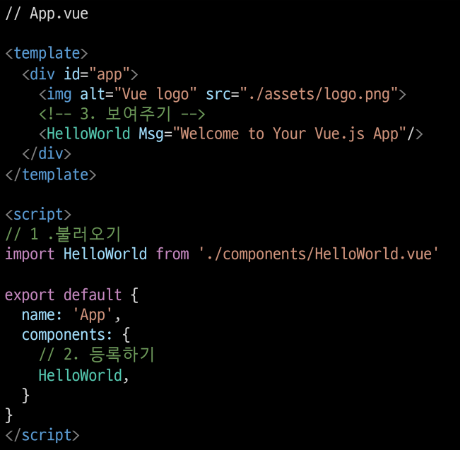 // App.vue
<template>
<div id="app">
<img alt="Vue logo" src="./assets/logo.png">
<!-- 3. 보여주기 -->
<HelloWorld Msg="Welcome to Your Vue.js App"/>
</div>
</template>
<script>
// 1 .불러오기
import HelloWorld from './components/HelloWorld.vue'
export default {
name: 'App',
components: {
// 2. 등록하기
HelloWorld,
}
}
</script>